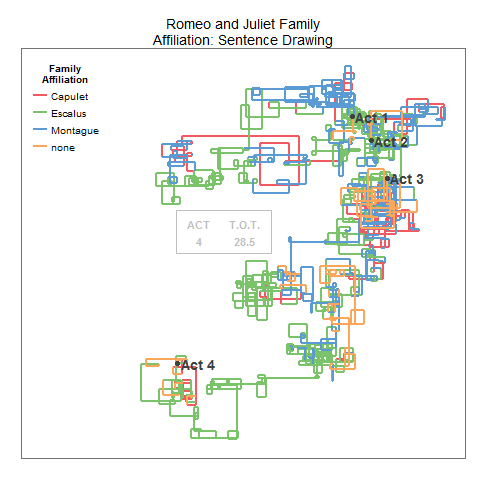 Romeo and Juliet Family
Affiliation: Sentence Drawing
Family
Affiliation
Capulet
Escalus
Montague
none
Act 1
Act 2
Act 3
ACT T.O.T.
4 28.5
Act 4